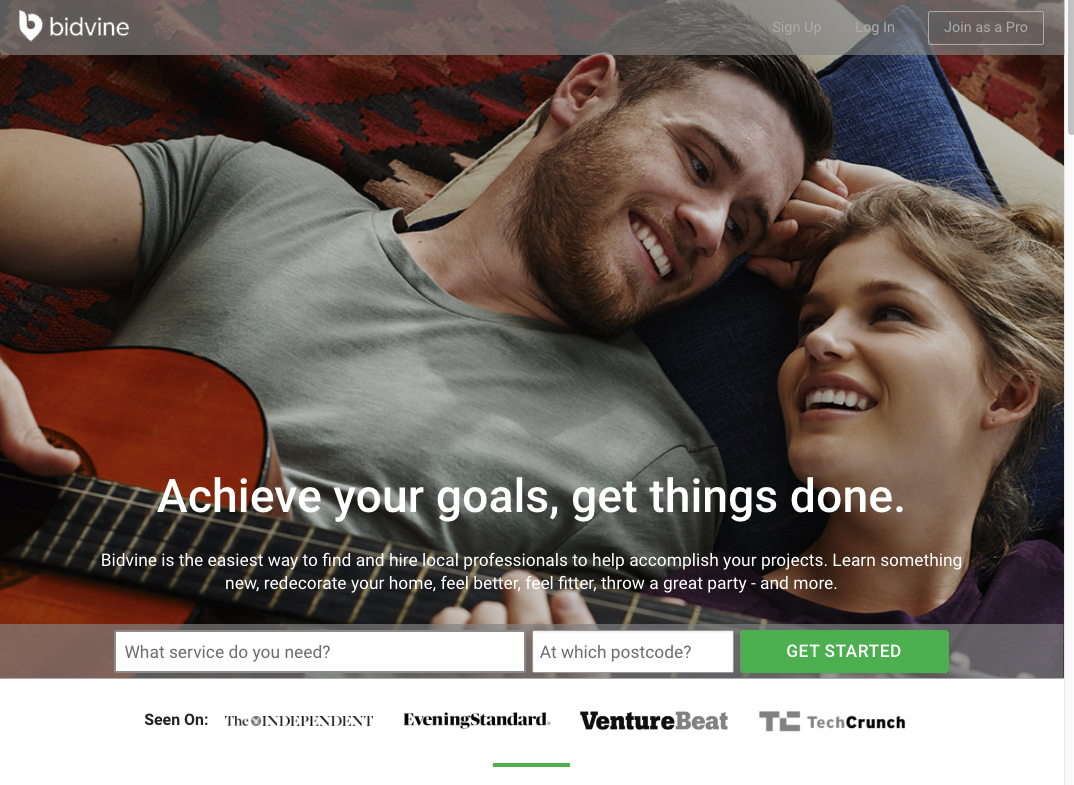 bidvine
Sign Up
Log In
Join as a Pro
Achieve your goals, get things done.
Bidvine is the easiest way to find and hire local professionals to help accomplish your projects. Learn something
new, redecorate your home, feel better, feel fitter, throw a great party - and more.
What service do you need?
At which postcode?
GET STARTED
Seen On:
The INDEPENDENT
EveningStandard.
VentureBeat
TC TechCrunch